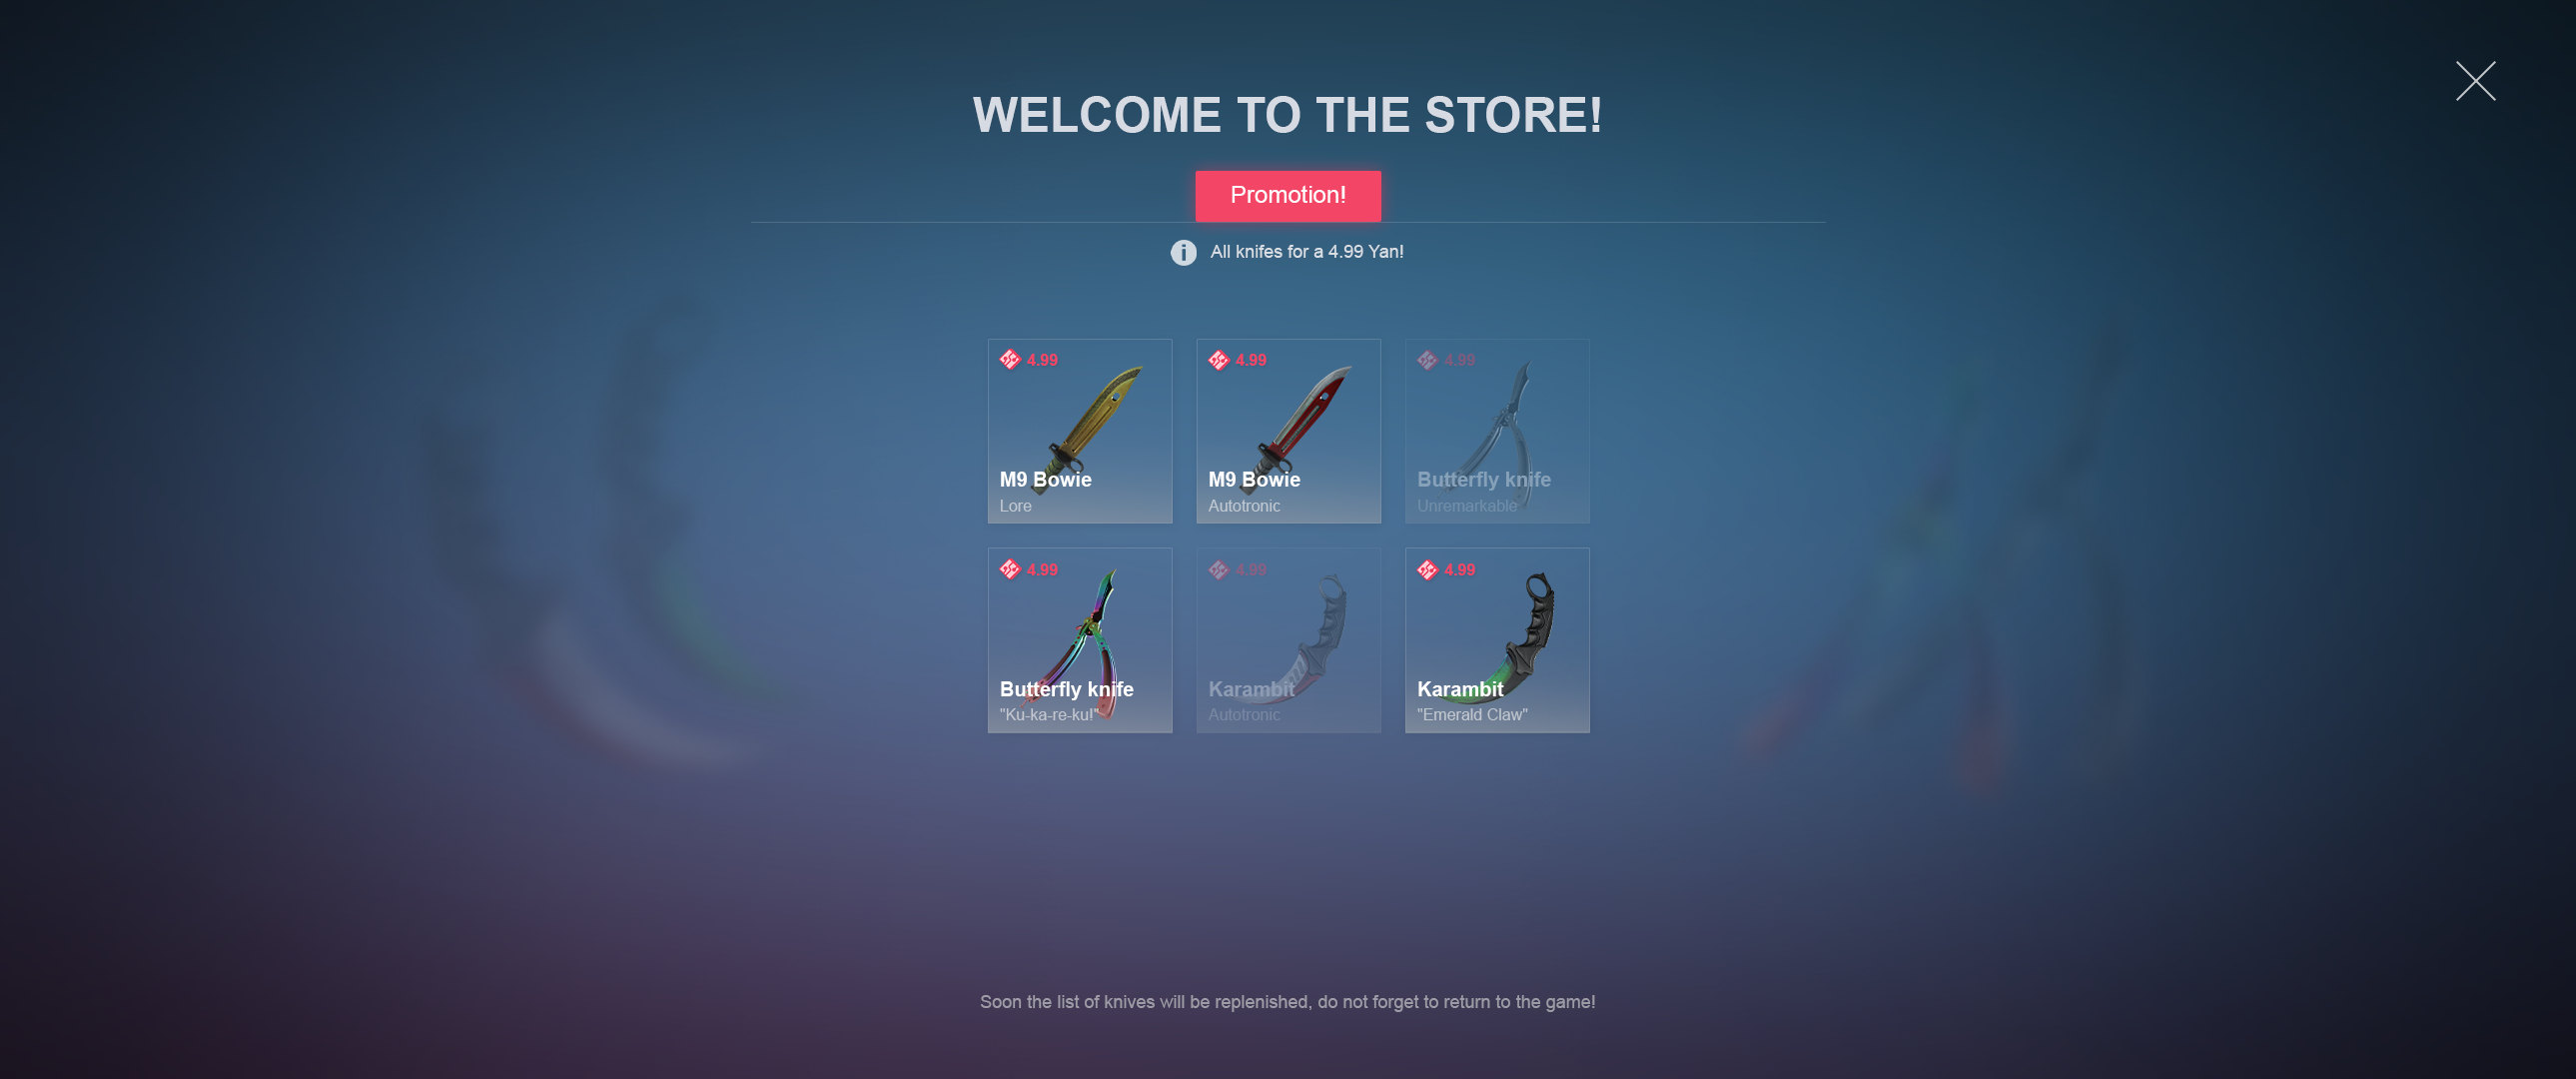 WELCOME TO THE STORE!
Promotion!
All knifes for a 4.99 Yan!
4.99
M9 Bowie
Lore
4.99
M9 Bowie
Autotronic
4.99
Butterfly knife
Unremarkable
4.99
Butterfly knife
"Ku-ka-re-ku!"
4.99
Karambit
Autotronic
4.99
Karambit
"Emerald Claw"
Soon the list of knives will be replenished, do not forget to return to the game!